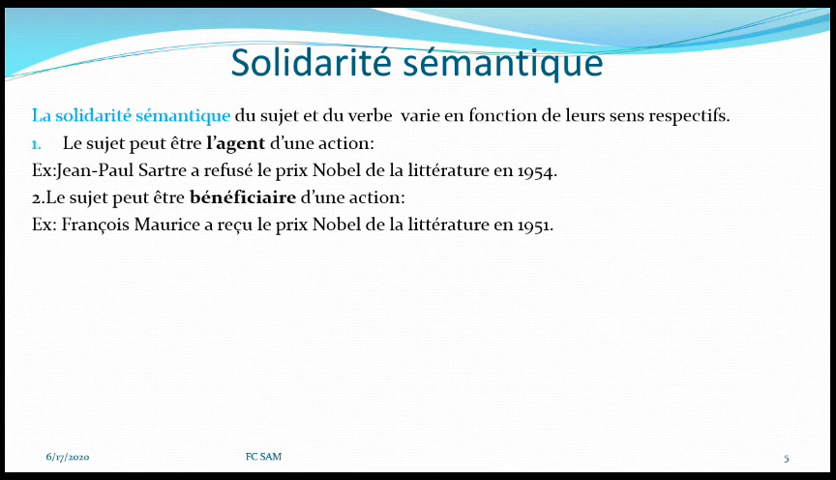 Solidarité sémantique
La solidarité sémantique du sujet et du verbe varie en fonction de leurs sens respectifs.
1. Le sujet peut être l'agent d'une action:
Ex:Jean-Paul Sartre a refusé le prix Nobel de la littérature en 1954.
2.Le sujet peut être bénéficiaire d'une action:
Ex: François Maurice a reçu le prix Nobel de la littérature en 1951.
6/17/2020 FC SAM 5